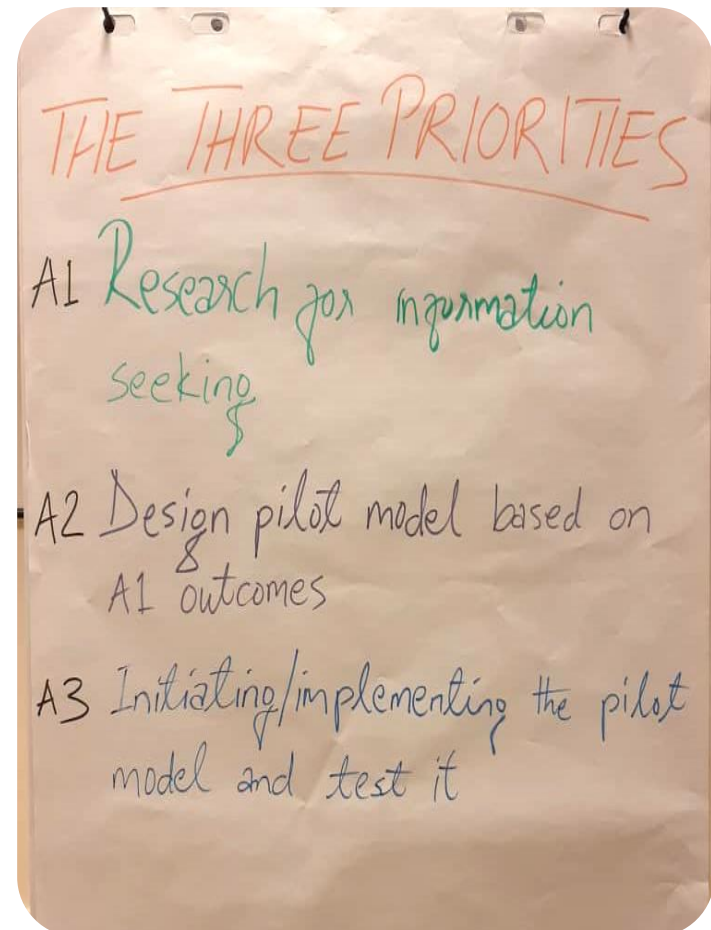 THE THREE PRIORITIES
A1 Research for information
seeking
A2 Design pilot model based on
A1 outcomes
A3 Initiating/implementing the pilot
model and test it